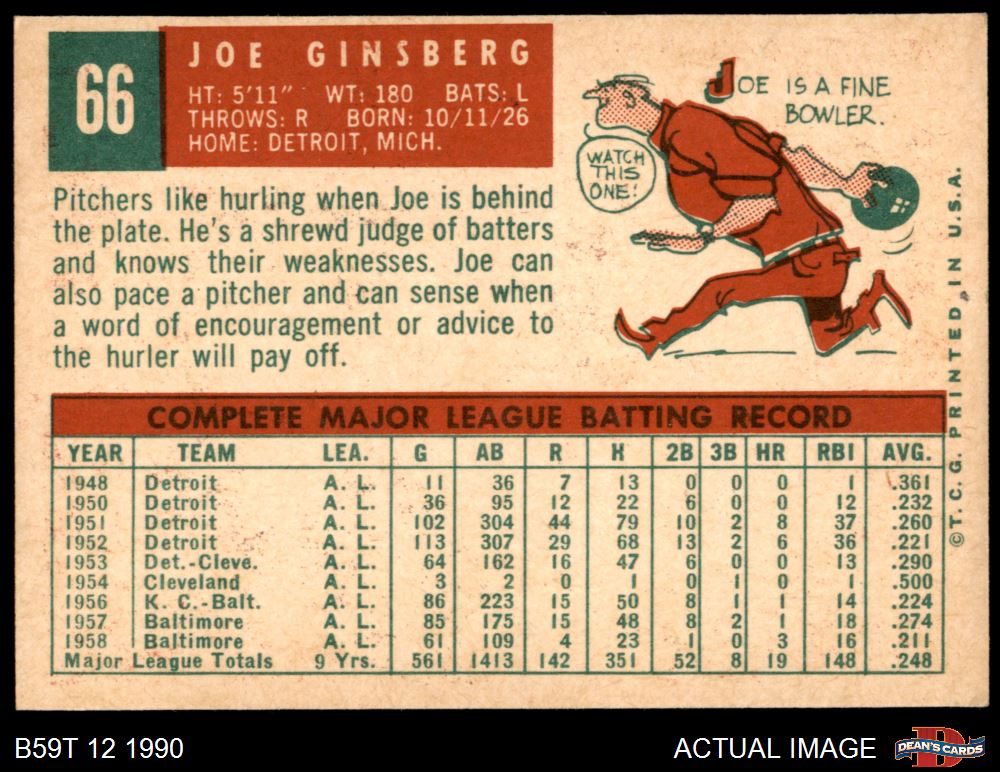 66
JOE GINSBERG
HT: 5'11" WT: 180 BATS: L
THROWS: R BORN: 10/11/26
HOME: DETROIT, MICH.
Pitchers like hurling when Joe is behind
the plate. He's a shrewd judge of batters
and knows their weaknesses. Joe can
also pace a pitcher and can sense when
a word of encouragement or advice to
the hurler will pay off.
JOE IS A FINE
BOWLER.
WATCH
THIS
ONE!
COMPLETE MAJOR LEAGUE BATTING RECORD
YEAR TEAM LEA. G AB R H 2B 3B HR RBI AVG.
1948 Detroit A. L. 11 36 7 13 0 0 0 1 .361
1950 Detroit A. L. 36 95 12 22 6 0 0 12 .232
1951 Detroit A. L. 102 304 44 79 10 2 8 37 .260
1952 Detroit A. L. 113 307 29 68 13 2 6 36 .221
1953 Det.-Cleve. A. L. 64 162 16 47 6 0 0 13 .290
1954 Cleveland A. L. 3 2 0 1 0 1 0 1 .500
1956 K. C.-Balt. A. L. 86 223 15 50 8 1 1 14 .224
1957 Baltimore A. L. 85 175 15 48 8 2 1 18 .274
1958 Baltimore A. L. 61 109 4 23 1 0 3 16 .211
Major League Totals 9 Yrs. 561 1413 142 351 52 8 19 148 .248
© T. C. G. PRINTED IN U. S. A.
B59T 12 1990
ACTUAL IMAGE
D
DEAN'S CARDS